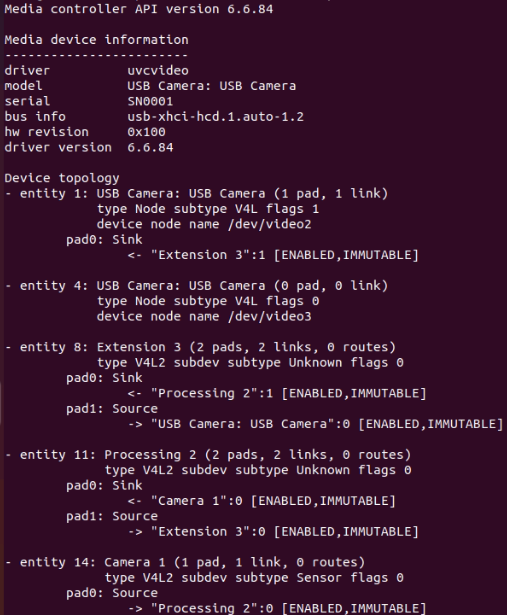 Media controller API version 6.6.84

Media device information
------------------------
driver          uvcvideo
model           USB Camera: USB Camera
serial          SN0001
bus info        usb-xhci-hcd.1.auto-1.2
hw revision     0x100
driver version  6.6.84

Device topology
- entity 1: USB Camera: USB Camera (1 pad, 1 link)
            type Node subtype V4L flags 1
            device node name /dev/video2
        pad0: Sink
                <- "Extension 3":1 [ENABLED,IMMUTABLE]

- entity 4: USB Camera: USB Camera (0 pad, 0 link)
            type Node subtype V4L flags 0
            device node name /dev/video3

- entity 8: Extension 3 (2 pads, 2 links, 0 routes)
            type V4L2 subdev subtype Unknown flags 0
        pad0: Sink
                <- "Processing 2":1 [ENABLED,IMMUTABLE]
        pad1: Source
                -> "USB Camera: USB Camera":0 [ENABLED,IMMUTABLE]

- entity 11: Processing 2 (2 pads, 2 links, 0 routes)
             type V4L2 subdev subtype Unknown flags 0
        pad0: Sink
                <- "Camera 1":0 [ENABLED,IMMUTABLE]
        pad1: Source
                -> "Extension 3":0 [ENABLED,IMMUTABLE]

- entity 14: Camera 1 (1 pad, 1 link, 0 routes)
             type V4L2 subdev subtype Sensor flags 0
        pad0: Source
                -> "Processing 2":0 [ENABLED,IMMUTABLE]